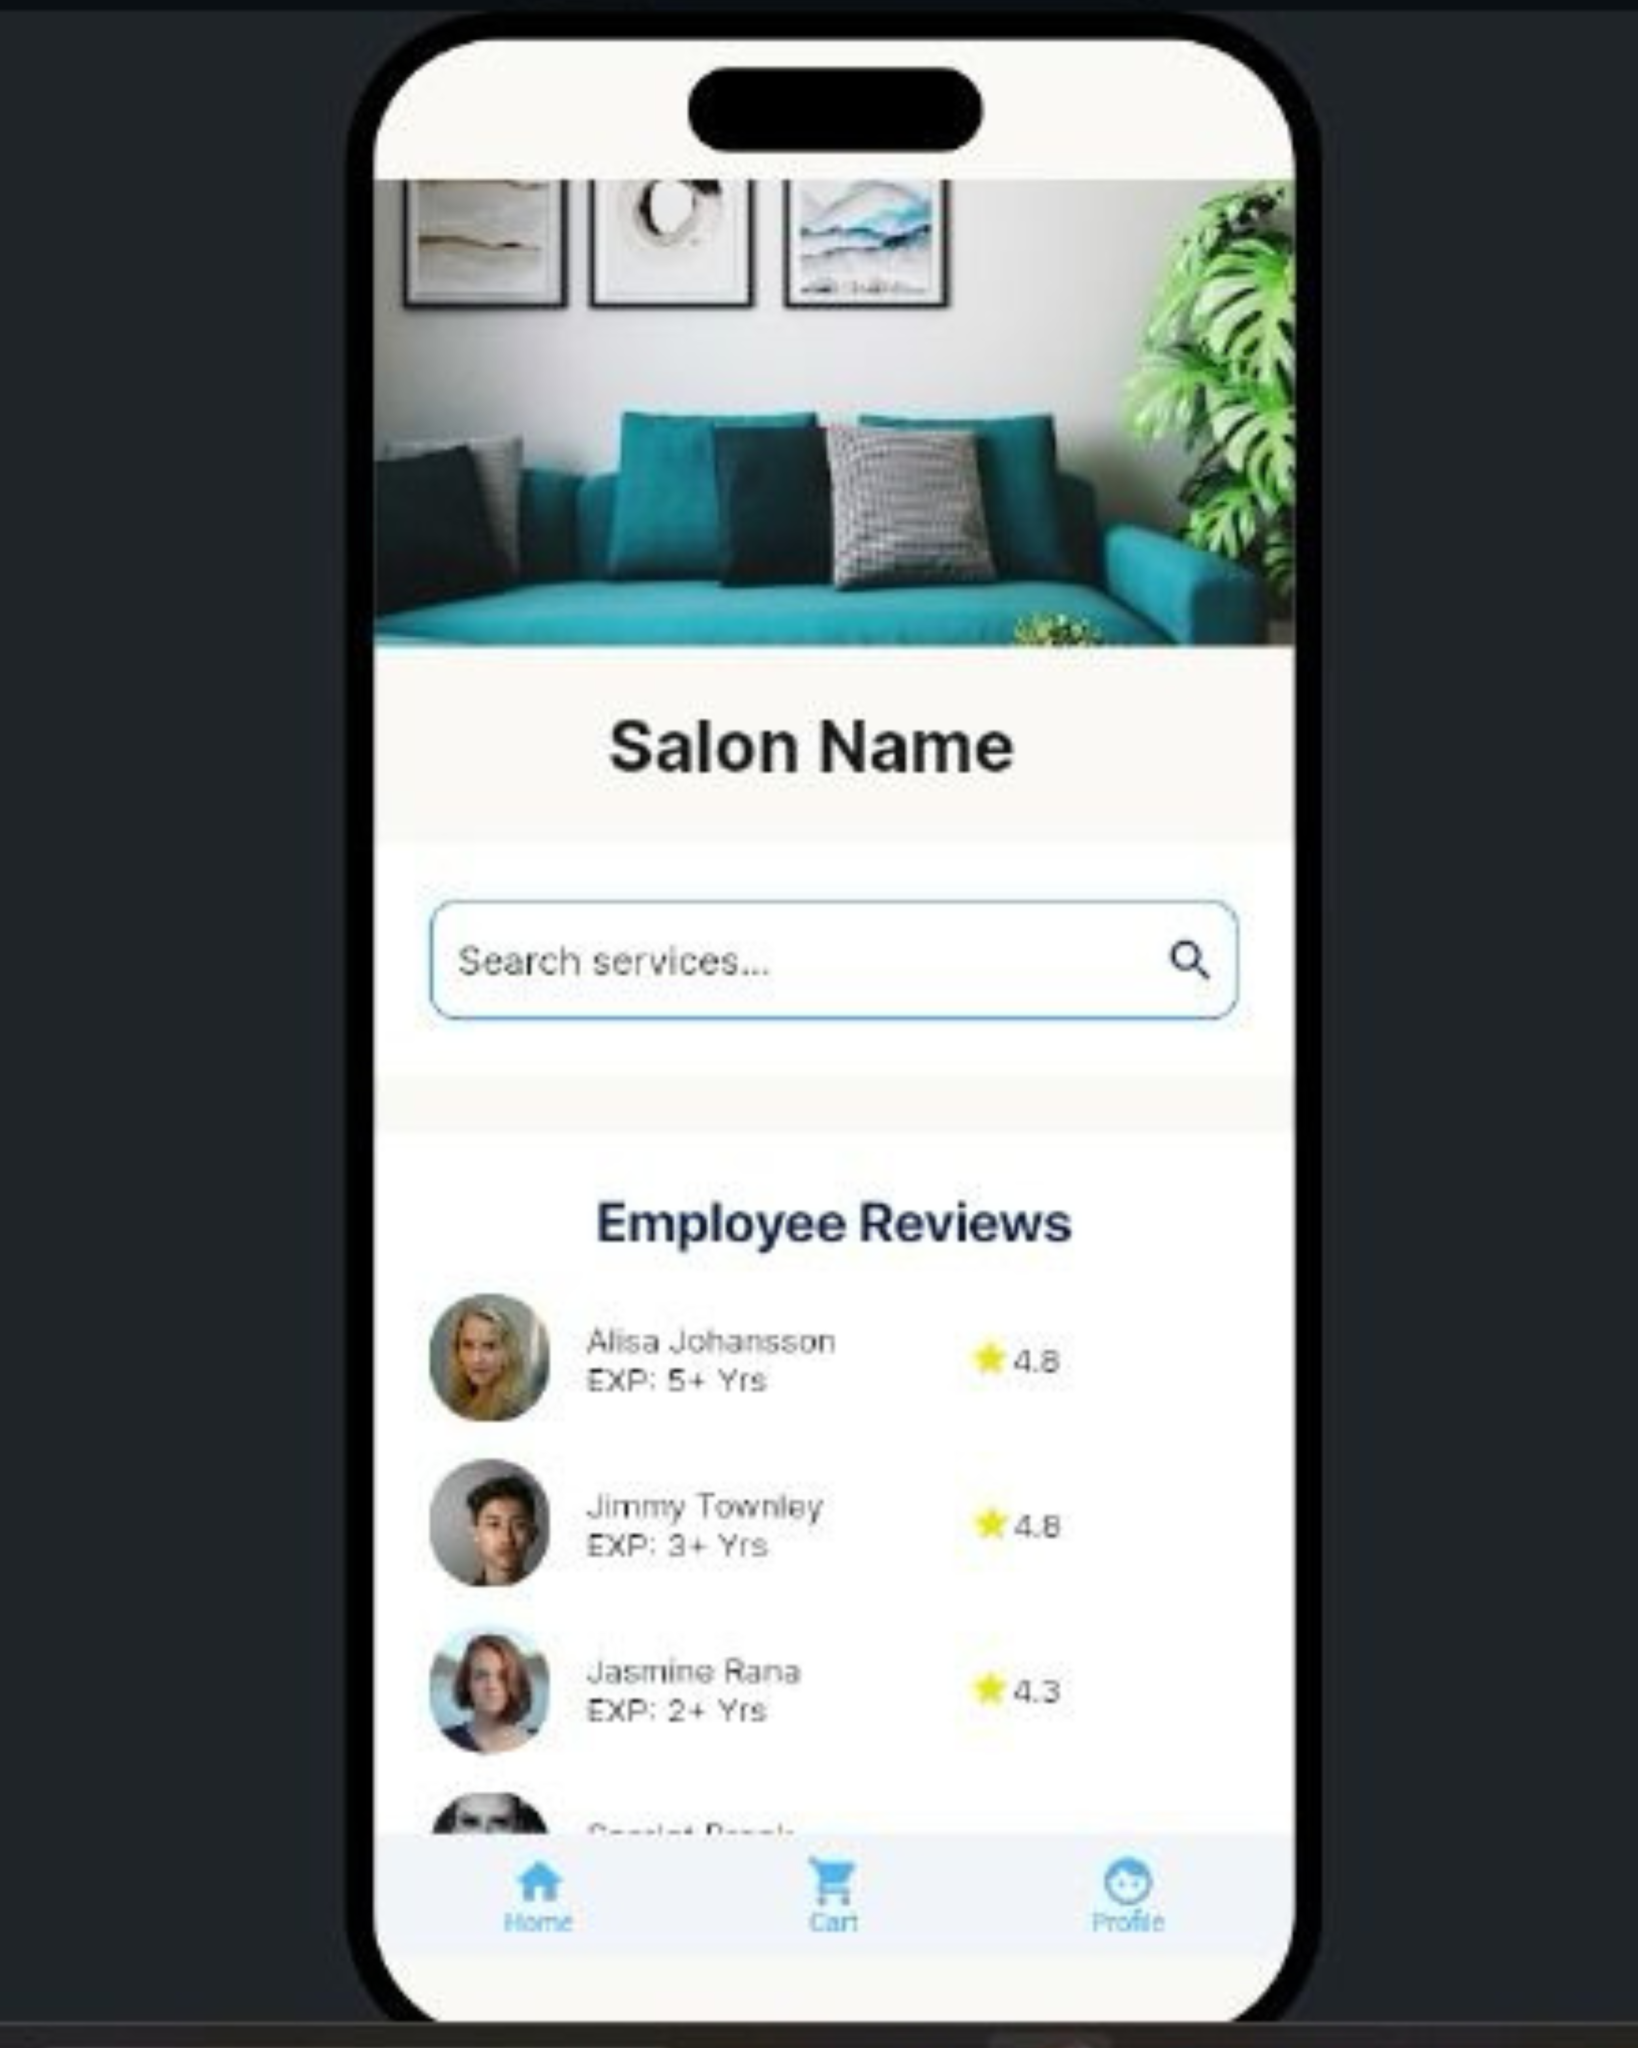 Salon Name
Search services...
Employee Reviews
Alisa Johansson
EXP: 5+ Yrs
4.8
Jimmy Townley
EXP: 3+ Yrs
4.8
Jasmine Rana
EXP: 2+ Yrs
4.3
Home
Cart
Profile